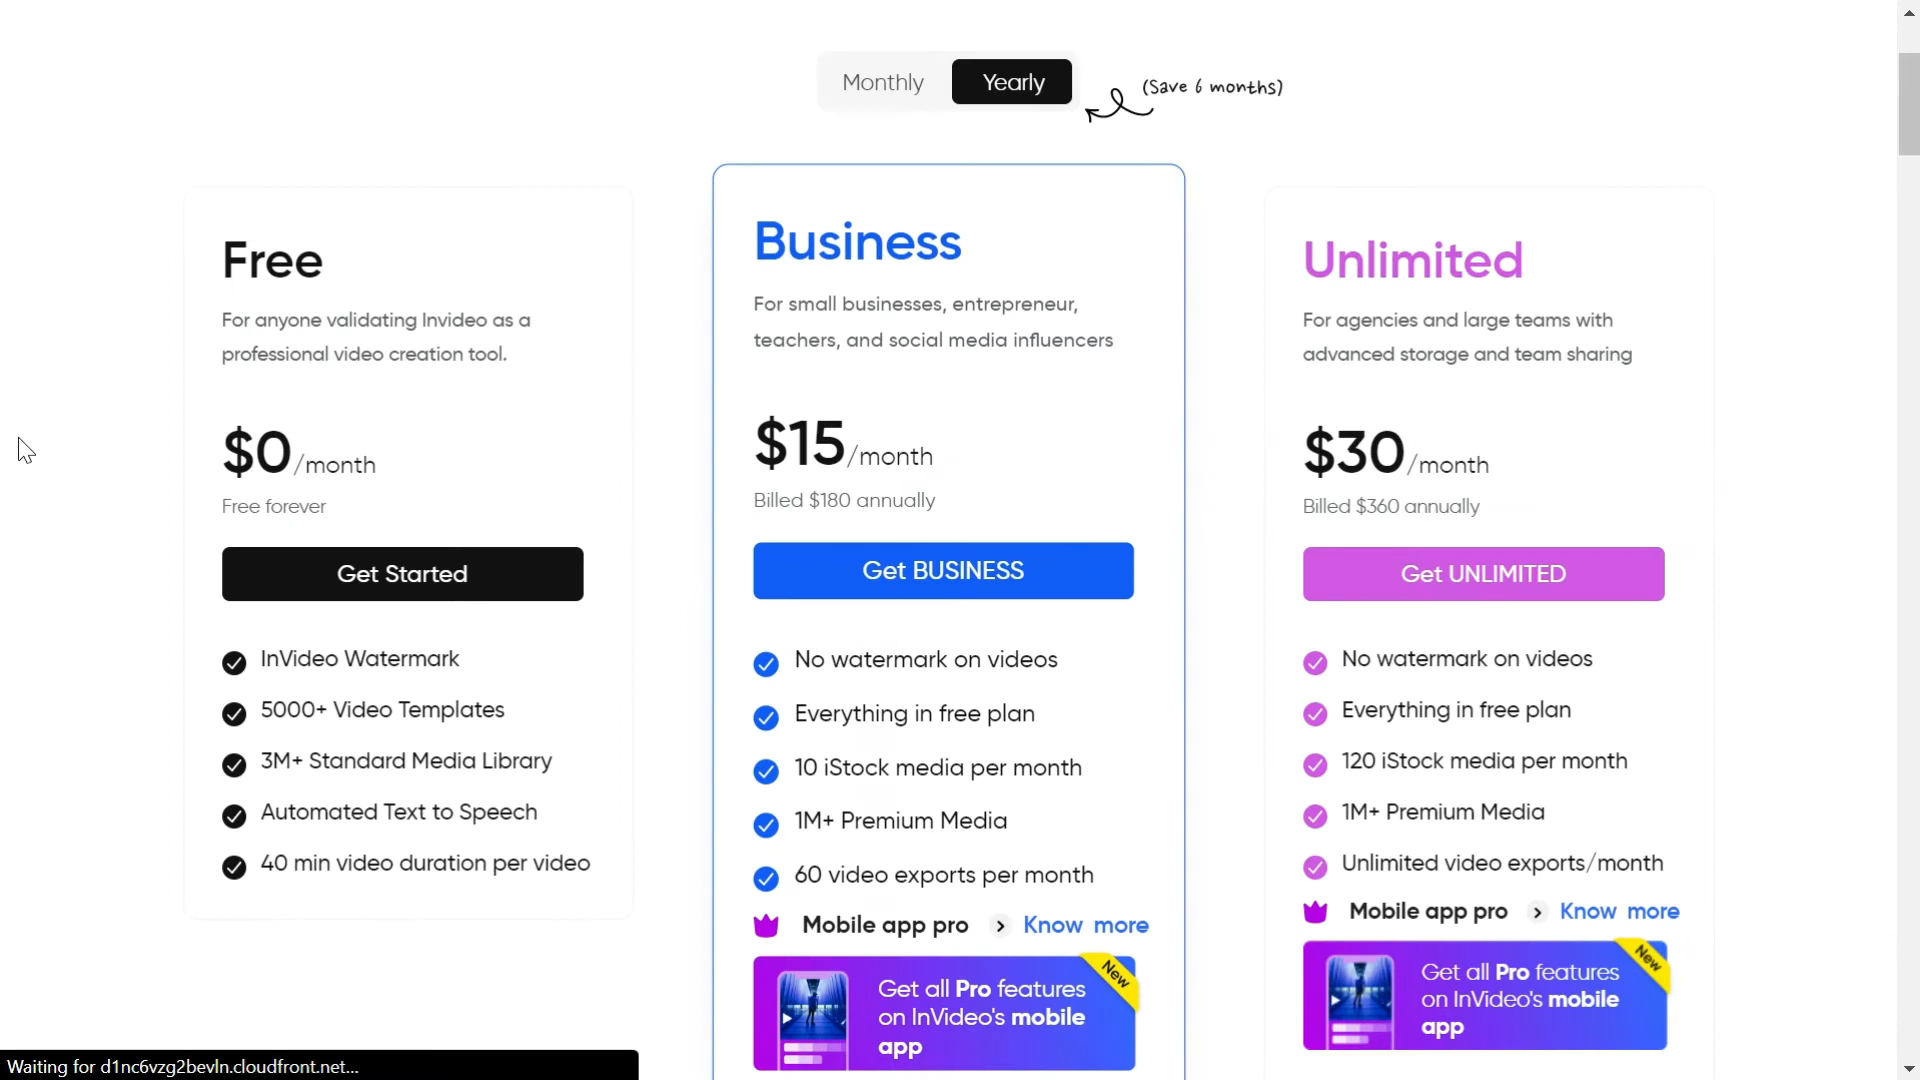 Monthly
Yearly
(Save 6 months)
Free
For anyone validating Invideo as a
professional video creation tool.
$0/month
Free forever
Get Started
InVideo Watermark
5000+ Video Templates
3M+ Standard Media Library
Automated Text to Speech
40 min video duration per video
Business
For small businesses, entrepreneur,
teachers, and social media influencers
$15/month
Billed $180 annually
Get BUSINESS
No watermark on videos
Everything in free plan
10 iStock media per month
1M+ Premium Media
60 video exports per month
Mobile app pro > Know more
New
Get all Pro features
on InVideo's mobile
app
Unlimited
For agencies and large teams with
advanced storage and team sharing
$30/month
Billed $360 annually
Get UNLIMITED
No watermark on videos
Everything in free plan
120 iStock media per month
1M+ Premium Media
Unlimited video exports/month
Mobile app pro > Know more
New
Get all Pro features
on InVideo's mobile
app
Waiting for d1nc6vzg2bevln.cloudfront.net...